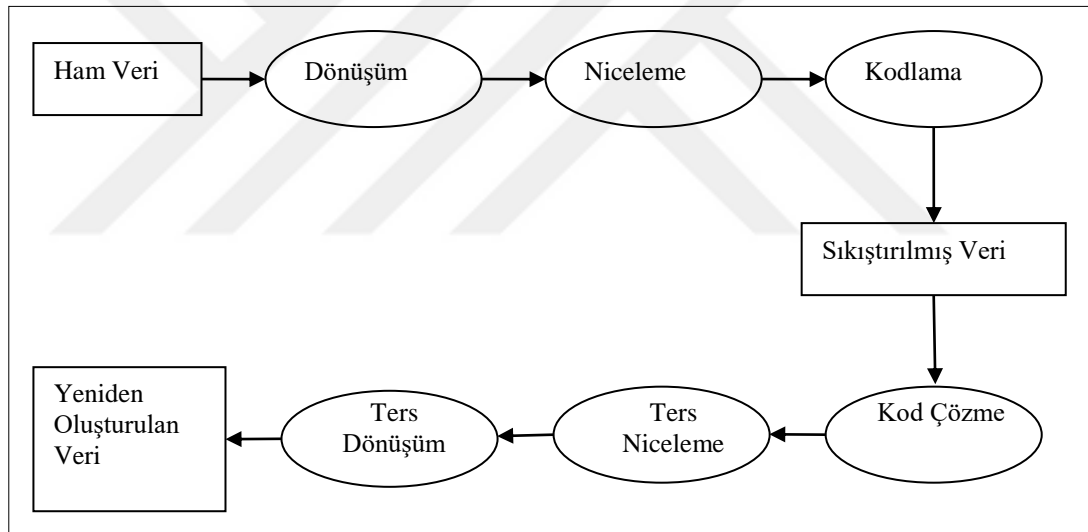 Ham Veri
Dönüşüm
Niceleme
Kodlama
Sıkıştırılmış Veri
Kod Çözme
Ters
Niceleme
Ters
Dönüşüm
Yeniden
Oluşturulan
Veri